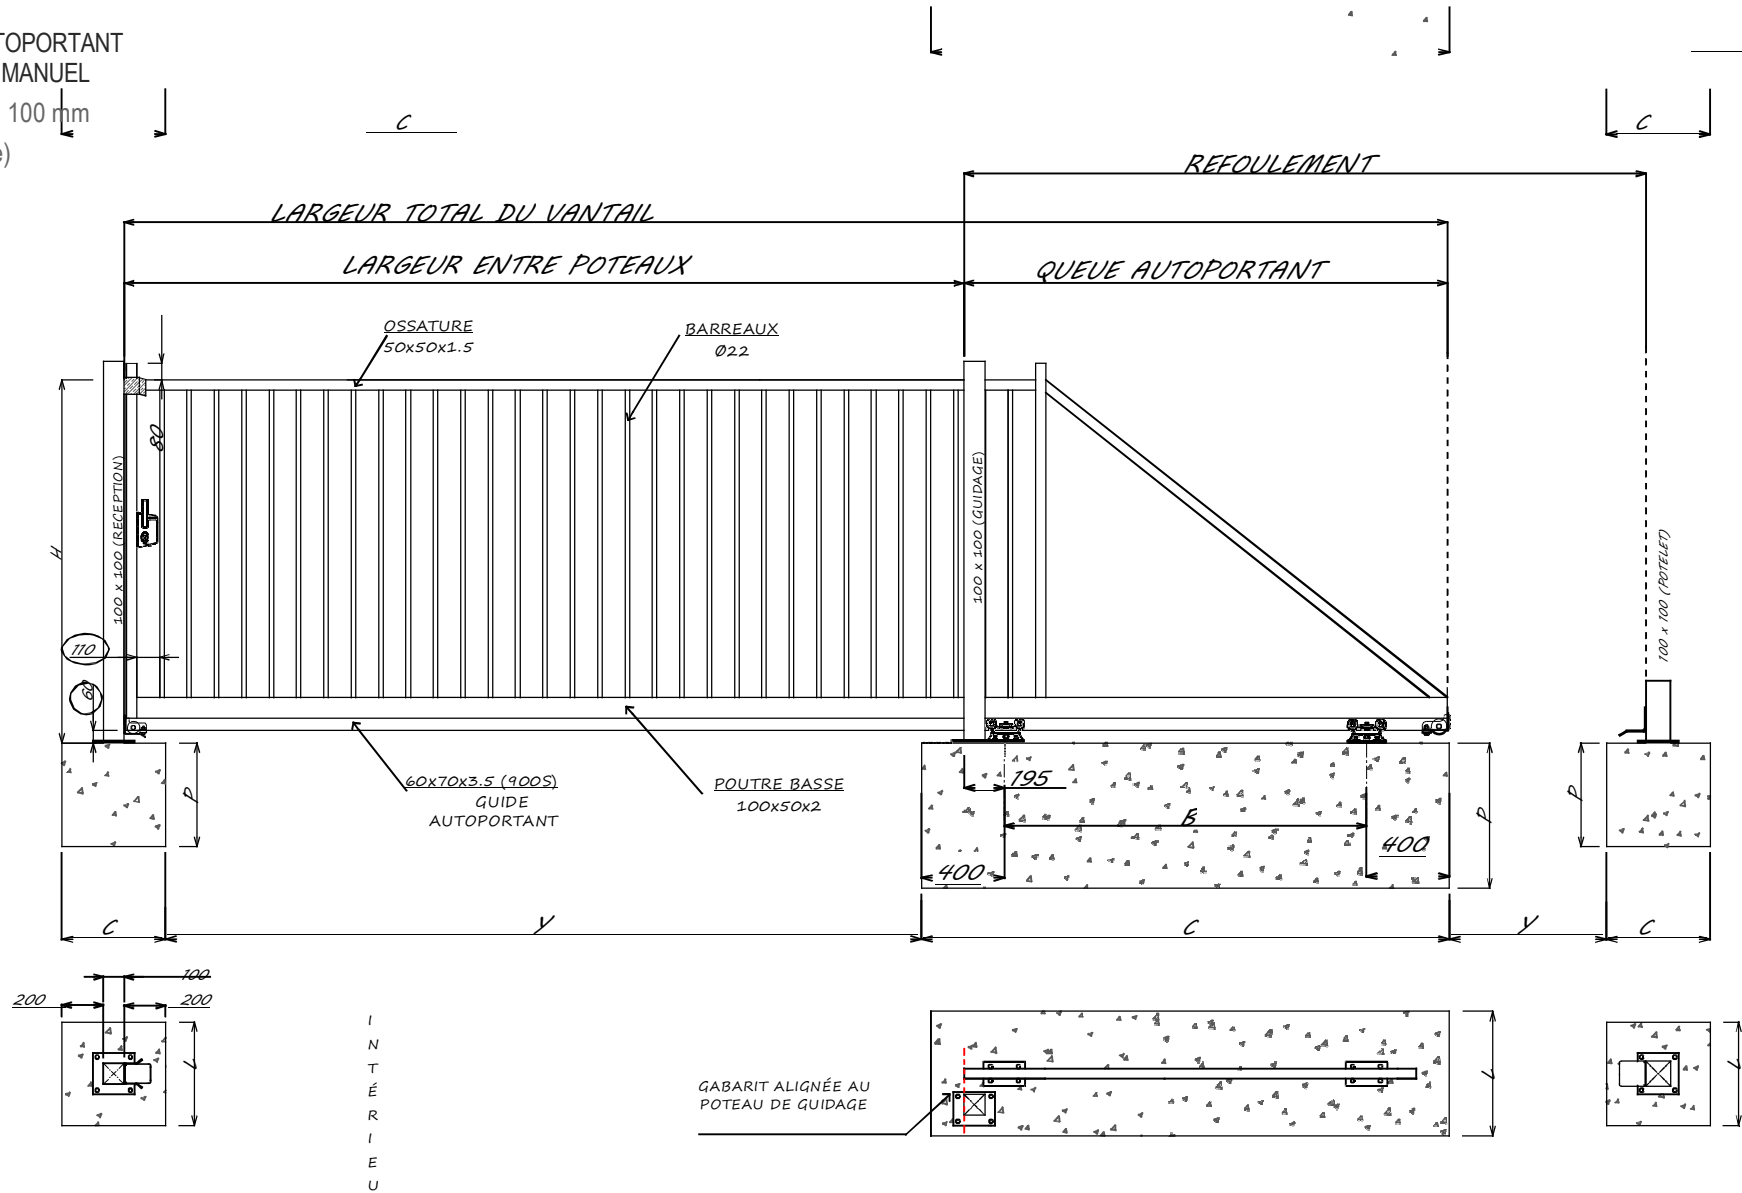 TOPORTANT
MANUEL
100 mm
e)
C
C
REFOULEMENT
LARGEUR TOTAL DU VANTAIL
LARGEUR ENTRE POTEAUX
QUEUE AUTOPORTANT
OSSATURE
50x50x1.5
BARREAUX
Ø22
80
H
100 x 100 (RECEPTION)
100 x 100 (GUIDAGE)
100 x 100 (POTELET)
110
60
60x70x3.5 (900S)
GUIDE
AUTOPORTANT
POUTRE BASSE
100x50x2
195
B
400
400
P
P
P
C
Y
C
Y
C
100
200
200
L
L
L
I
N
T
É
R
I
E
U
GABARIT ALIGNÉE AU
POTEAU DE GUIDAGE